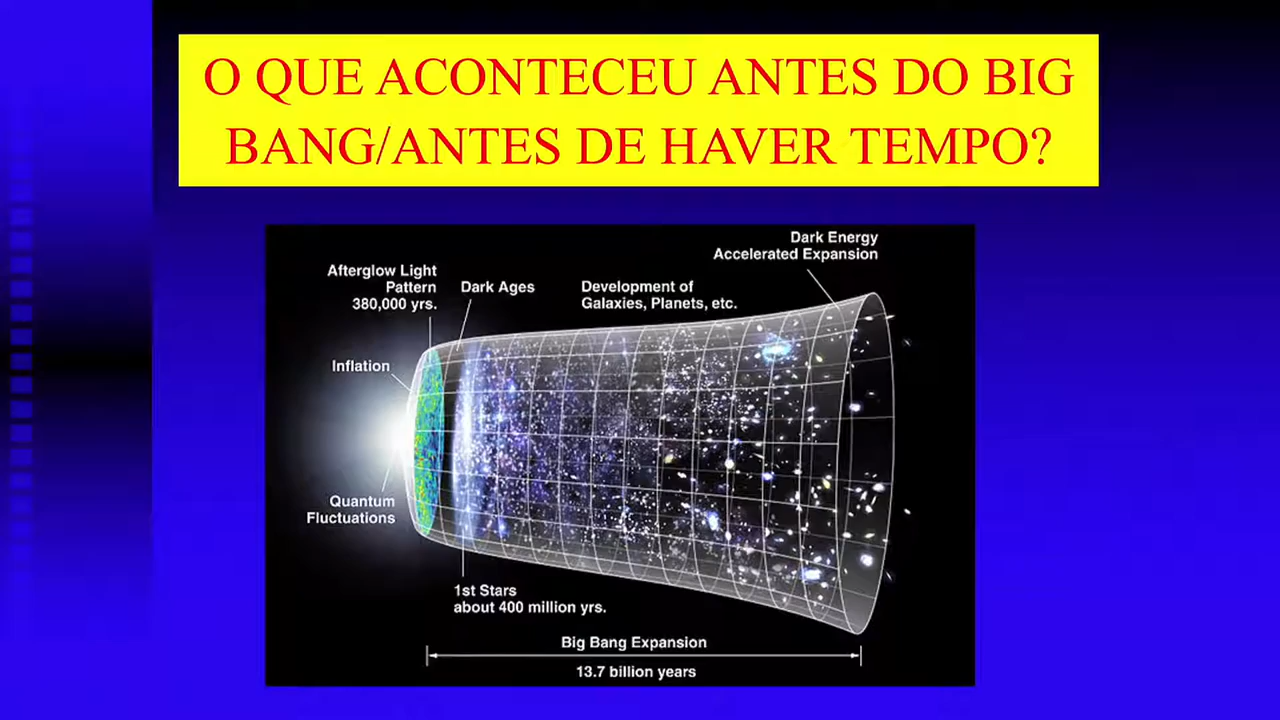 O QUE ACONTECEU ANTES DO BIG
BANG/ANTES DE HAVER TEMPO?
Dark Energy
Accelerated Expansion
Afterglow Light
Pattern
380,000 yrs.
Dark Ages
Development of
Galaxies, Planets, etc.
Inflation
Quantum
Fluctuations
1st Stars
about 400 million yrs.
Big Bang Expansion
13.7 billion years